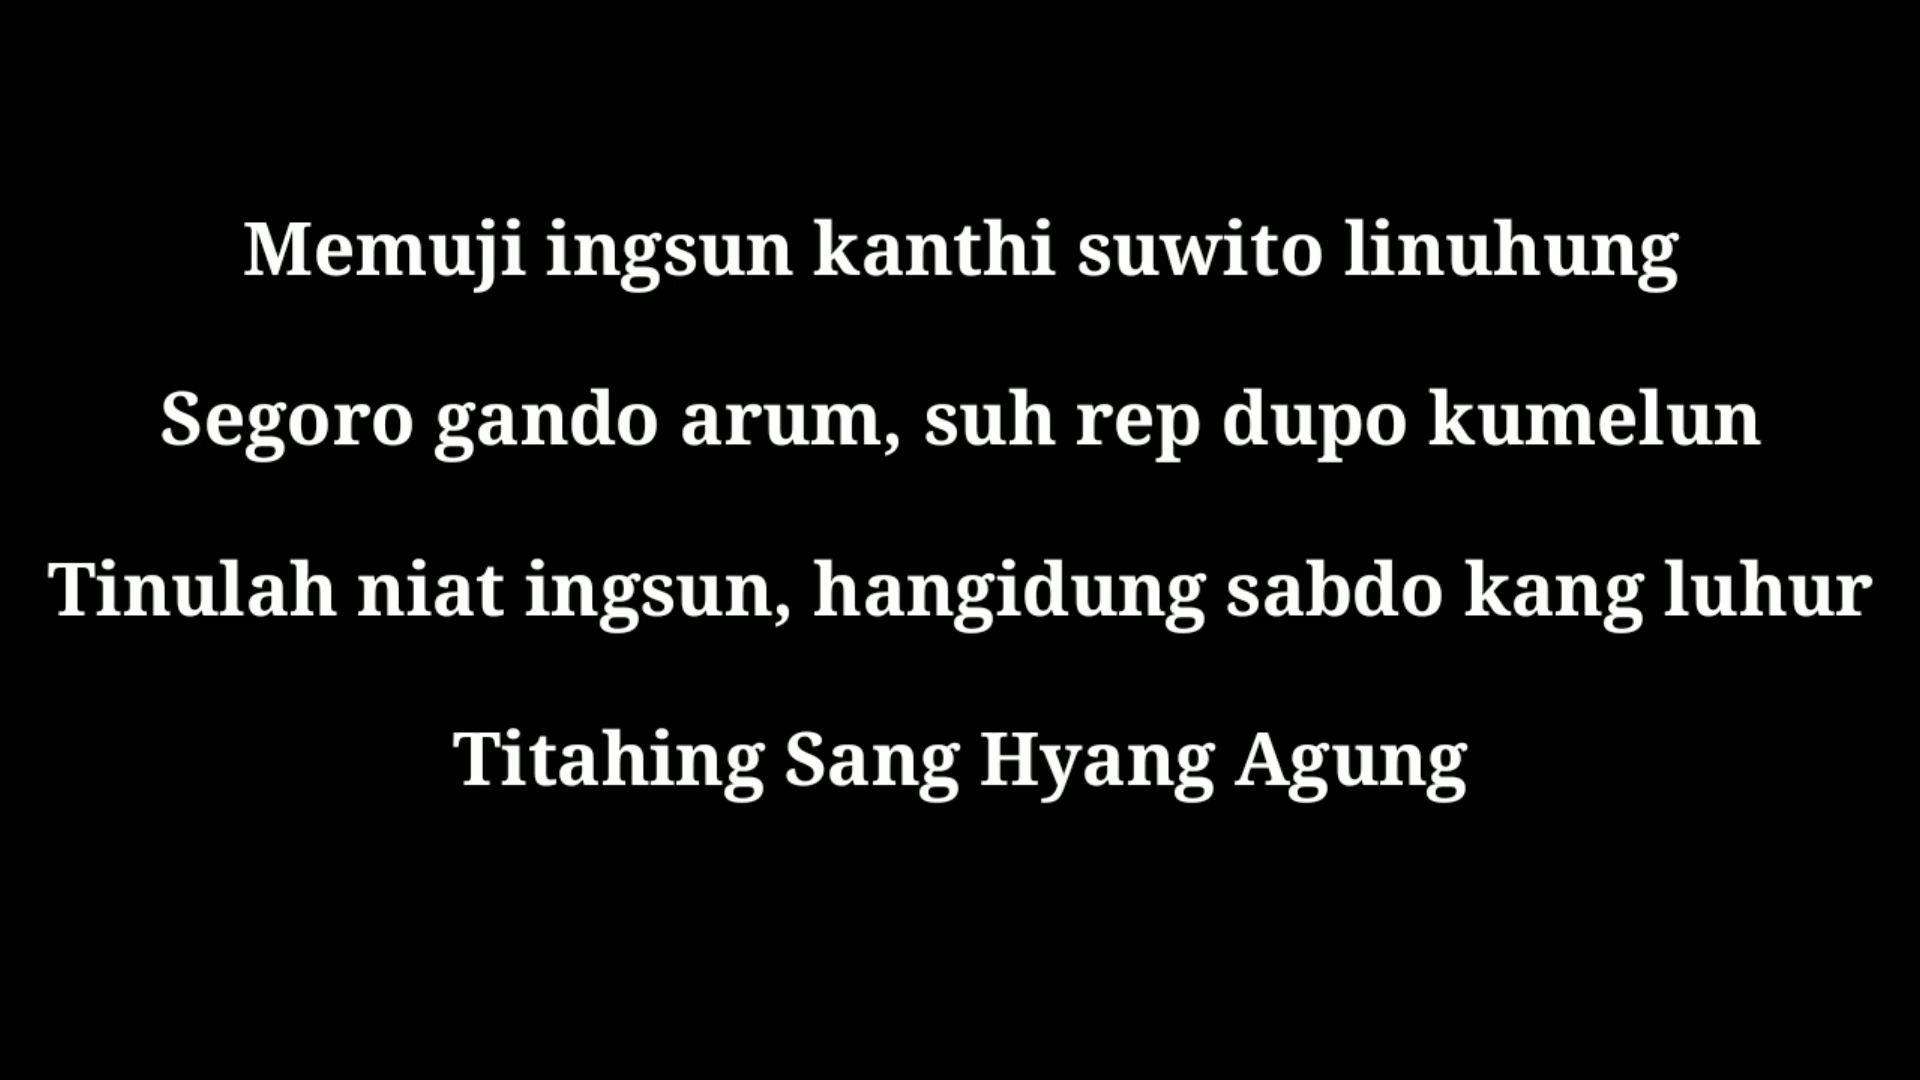 Memuji ingsun kanthi suwito linuhung
Segoro gando arum, suh rep dupo kumelun
Tinulah niat ingsun, hangidung sabdo kang luhur
Titahing Sang Hyang Agung